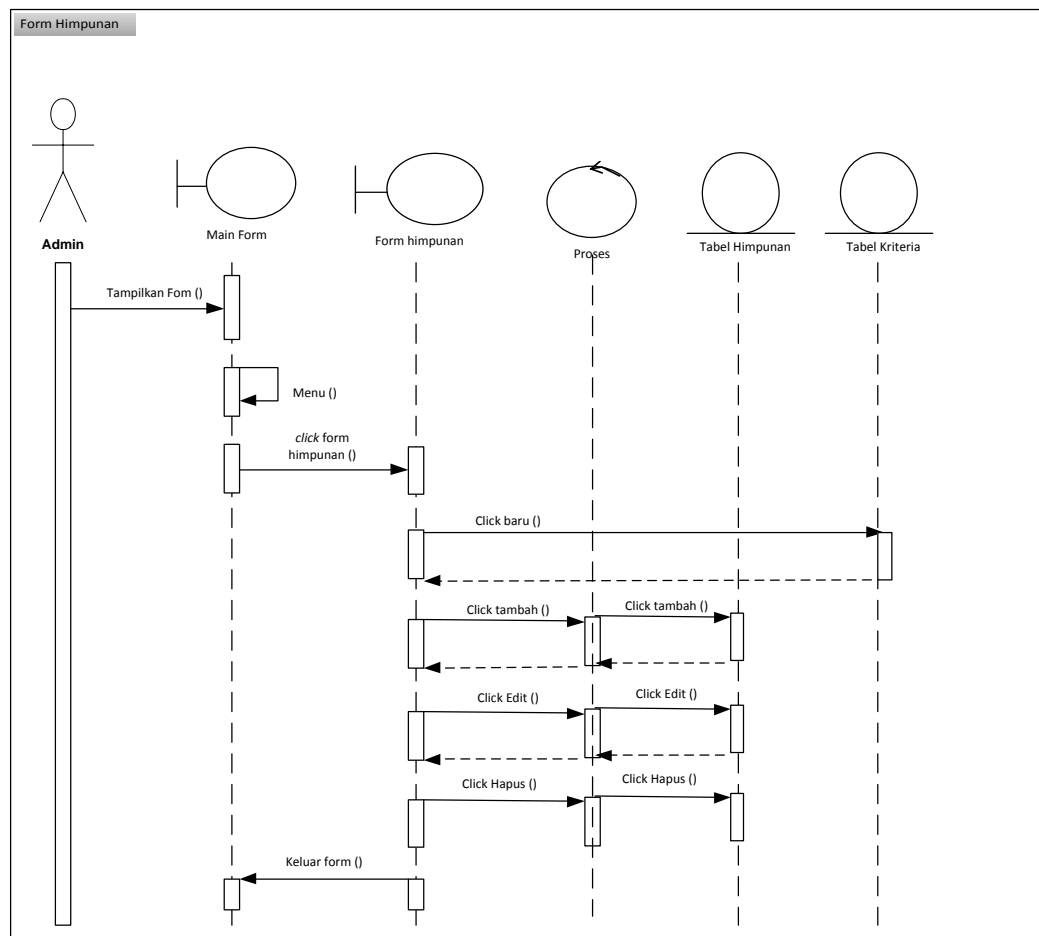 Form Himpunan
Admin
Main Form
Form himpunan
Proses
Tabel Himpunan
Tabel Kriteria
Tampilkan Fom ()
Menu ()
click form
himpunan ()
Click baru ()
Click tambah ()
Click tambah ()
Click Edit ()
Click Edit ()
Click Hapus ()
Click Hapus ()
Keluar form ()